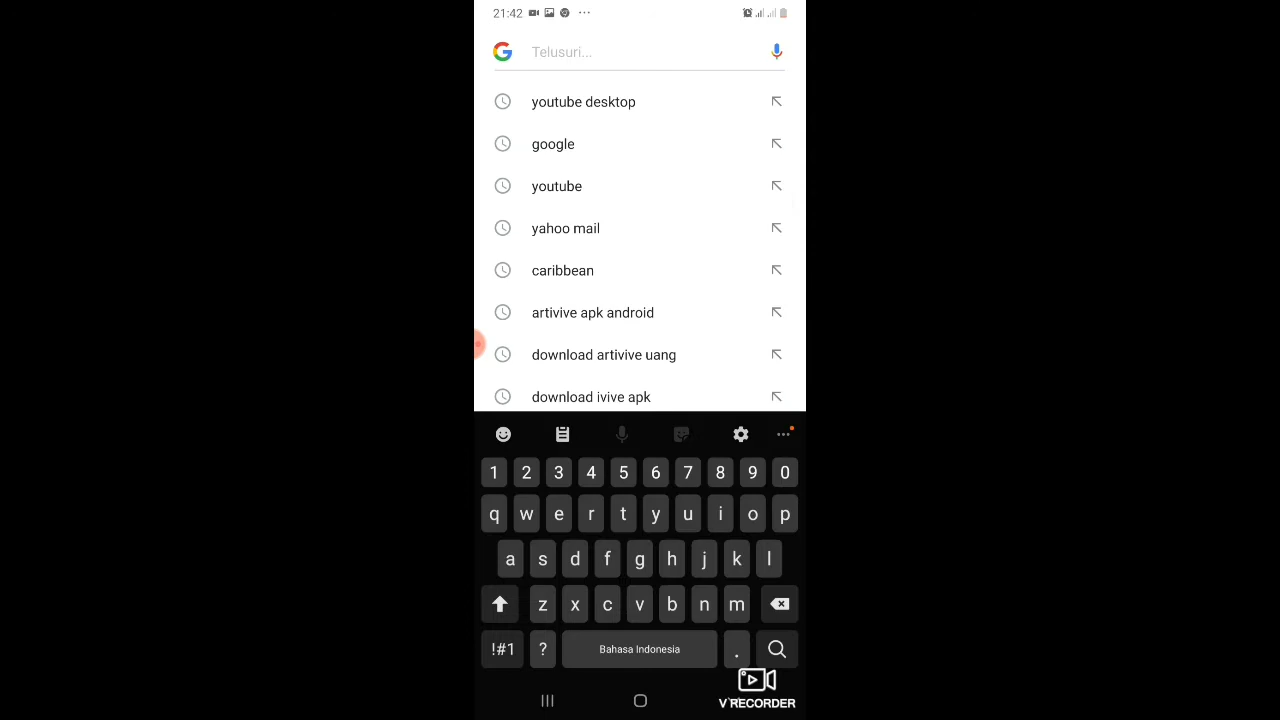 21:42
Telusuri...
youtube desktop
google
youtube
yahoo mail
caribbean
artivive apk android
download artivive uang
download ivive apk
1 2 3 4 5 6 7 8 9 0
q w e r t y u i o p
a s d f g h j k l
z x c v b n m
!#1 ? Bahasa Indonesia .
V RECORDER